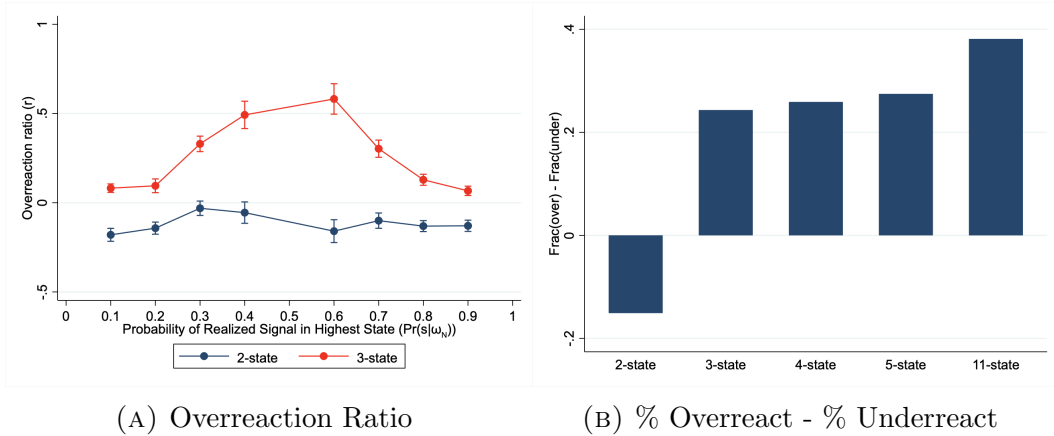 Overreaction ratio (r)
1
.5
0
-.5
0 0.1 0.2 0.3 0.4 0.5 0.6 0.7 0.8 0.9 1
Probability of Realized Signal in Highest State (Pr(s|ω_N))
2-state 3-state
(A) Overreaction Ratio
Frac(over) - Frac(under)
.4
.2
0
-.2
2-state 3-state 4-state 5-state 11-state
(B) % Overreact - % Underreact